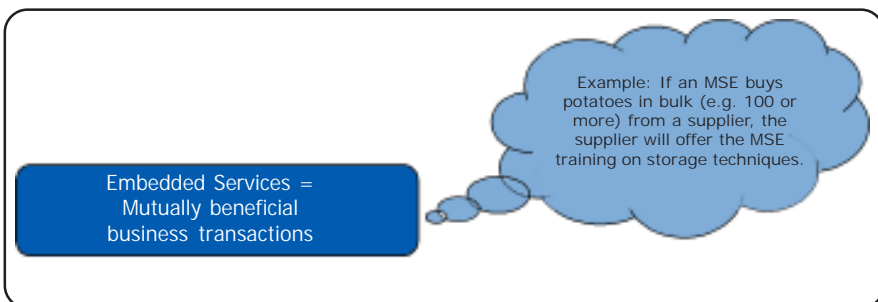 Example: If an MSE buys
potatoes in bulk (e.g. 100 or
more) from a supplier, the
supplier will offer the MSE
training on storage techniques.
Embedded Services =
Mutually beneficial
business transactions